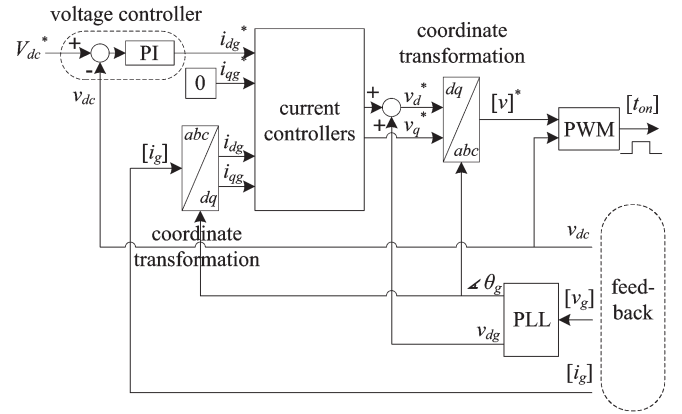 voltage controller
V_dc*
+
-
PI
v_dc
0
i_dg*
i_qg*
current
controllers
[i_g]
abc
dq
i_dg
i_qg
coordinate
transformation
+
+
v_d*
v_q*
coordinate
transformation
dq
abc
[v]*
PWM
[t_on]
v_dc
feed-
back
∡θ_g
PLL
[v_g]
v_dg
[i_g]